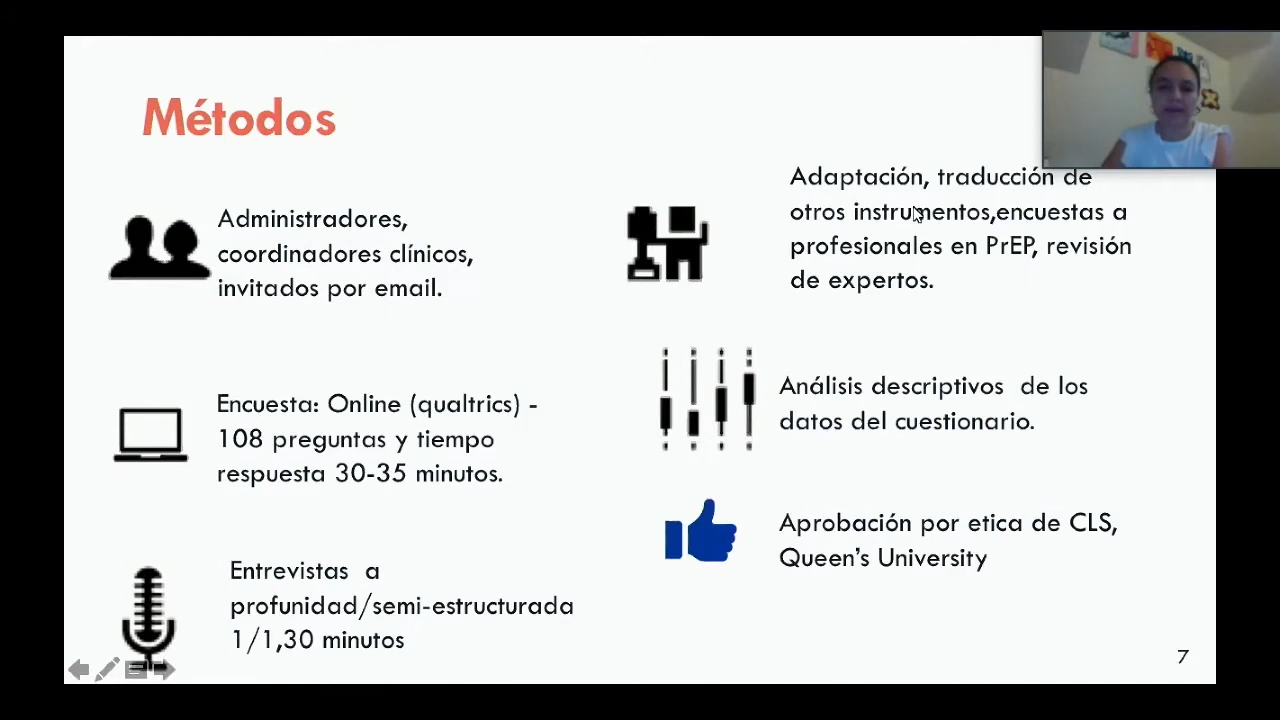 Métodos
Administradores,
coordinadores clínicos,
invitados por email.
Encuesta: Online (qualtrics) -
108 preguntas y tiempo
respuesta 30-35 minutos.
Entrevistas a
profunidad/semi-estructurada
1/1,30 minutos
Adaptación, traducción de
otros instrumentos,encuestas a
profesionales en PrEP, revisión
de expertos.
Análisis descriptivos de los
datos del cuestionario.
Aprobación por etica de CLS,
Queen's University
7